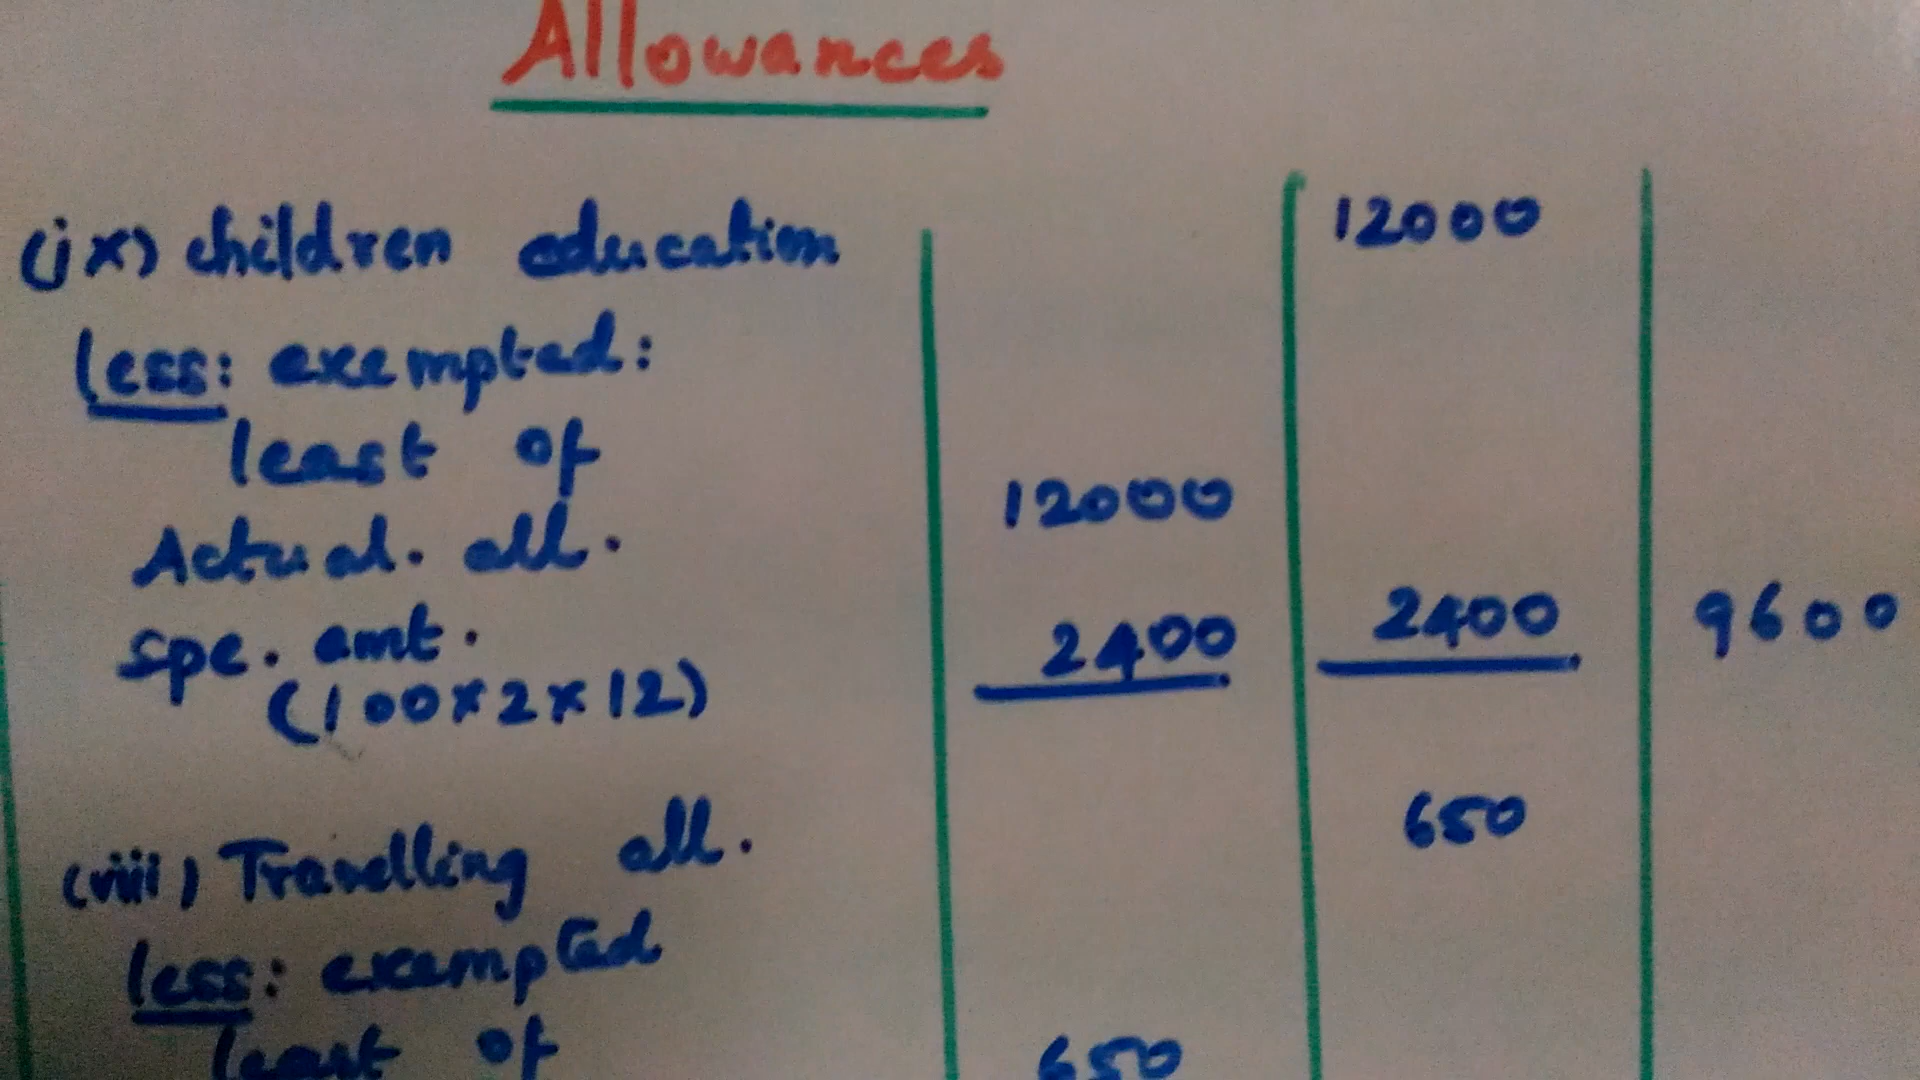 Allowances
(ix) children education 12000
less: exempted:
least of
Actual. all. 12000
spe. amt. 2400 2400 9600
(100×2×12)
(viii) Travelling all. 650
less: exempted
least of 650